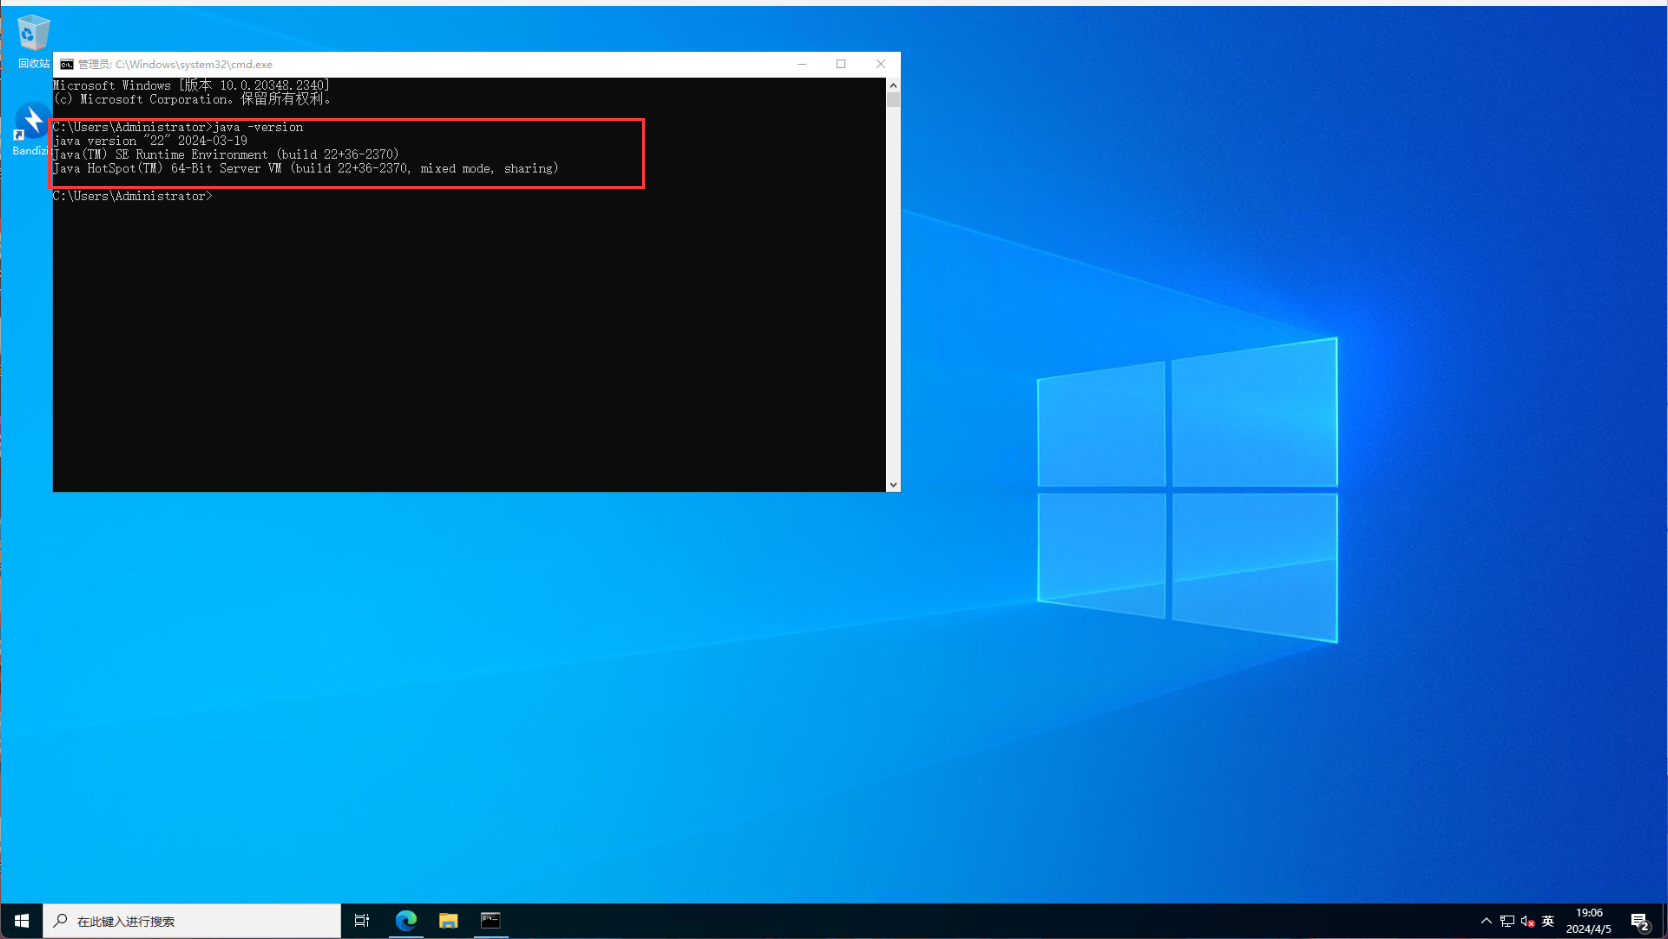 回收站
管理员: C:\Windows\system32\cmd.exe
Microsoft Windows [版本 10.0.20348.2340]
(c) Microsoft Corporation。保留所有权利。
Bandizi
C:\Users\Administrator>java -version
java version "22" 2024-03-19
Java(TM) SE Runtime Environment (build 22+36-2370)
Java HotSpot(TM) 64-Bit Server VM (build 22+36-2370, mixed mode, sharing)
C:\Users\Administrator>
在此键入进行搜索
英
19:06
2024/4/5
2